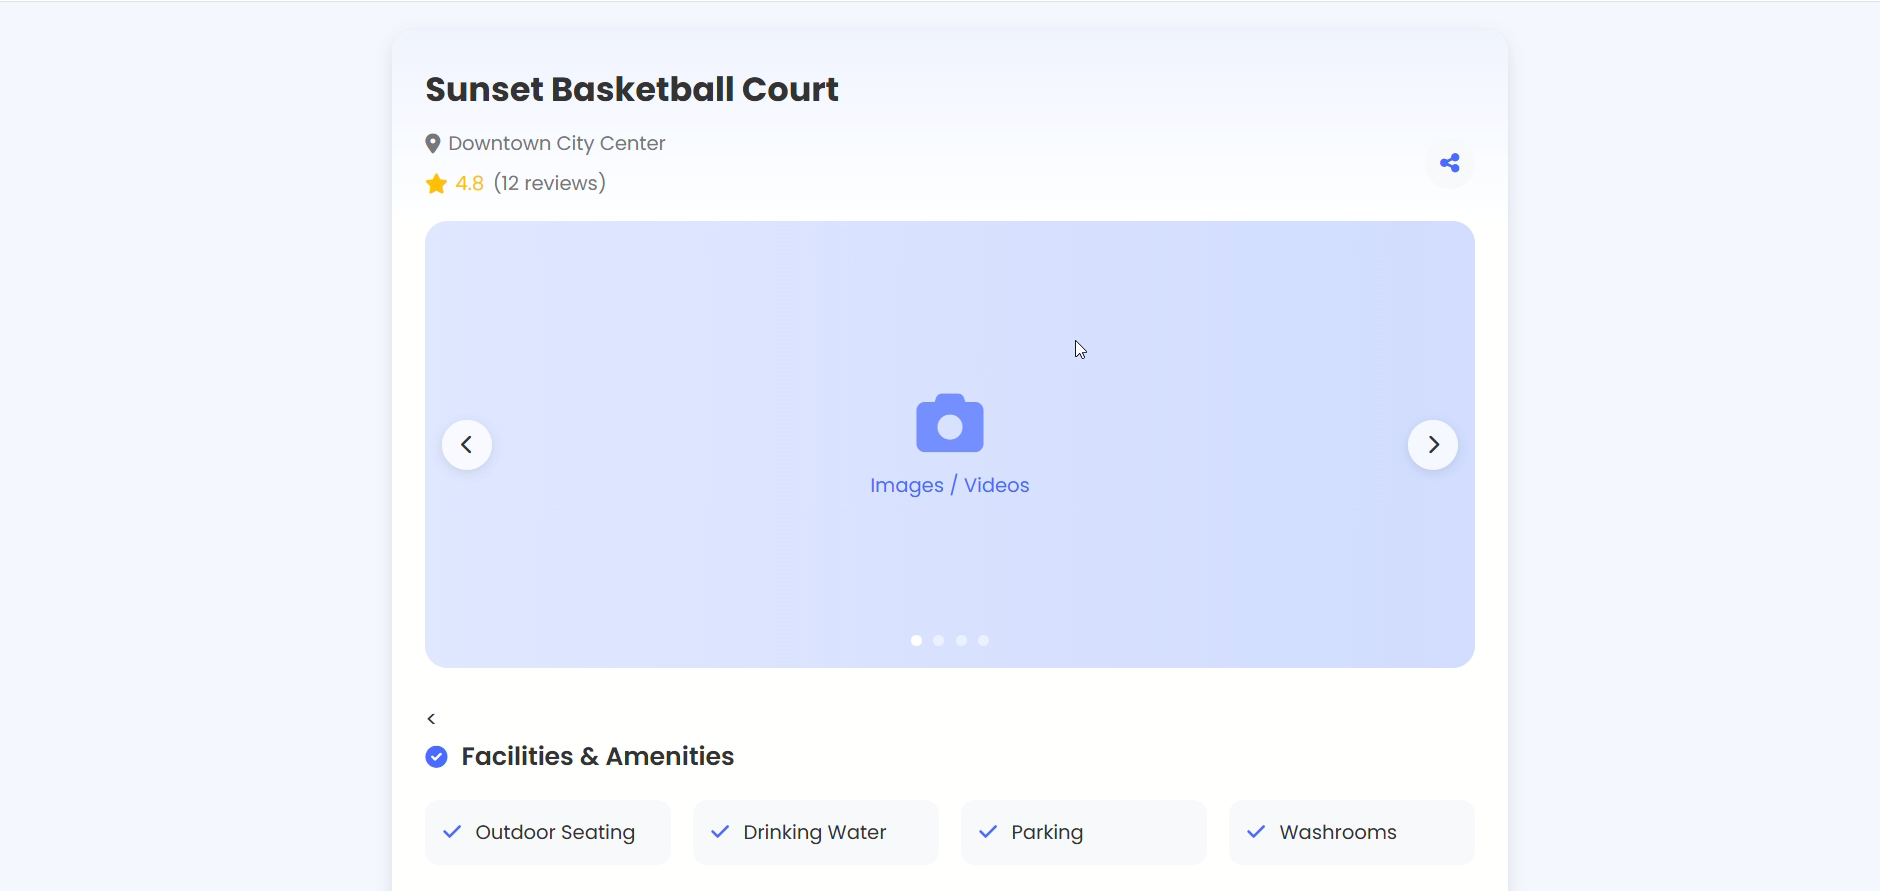 Sunset Basketball Court
Downtown City Center
4.8 (12 reviews)
Images / Videos
<
Facilities & Amenities
Outdoor Seating
Drinking Water
Parking
Washrooms